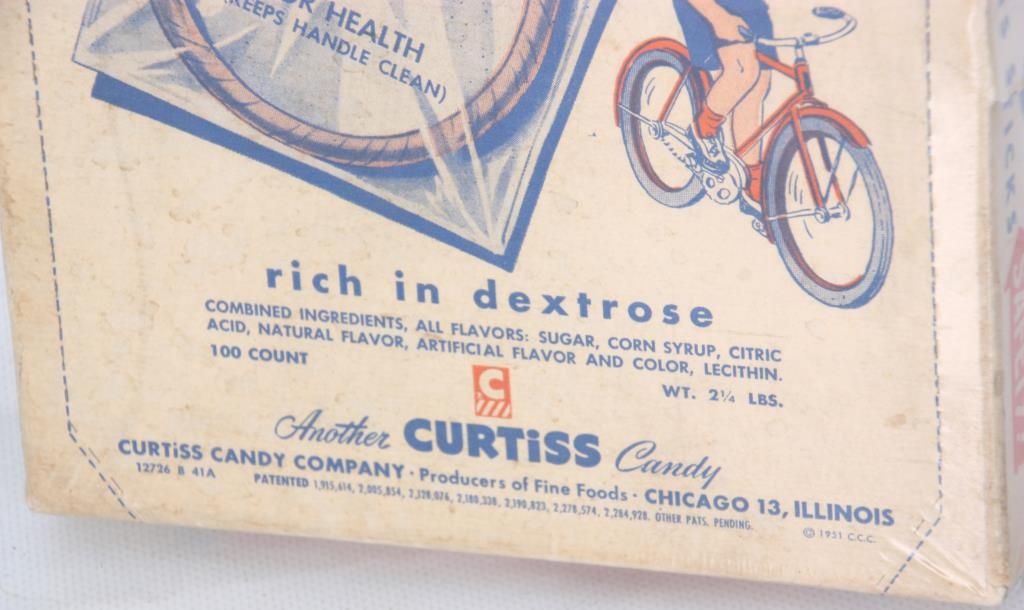 OR HEALTH
(KEEPS HANDLE CLEAN)
rich in dextrose
COMBINED INGREDIENTS, ALL FLAVORS: SUGAR, CORN SYRUP, CITRIC
ACID, NATURAL FLAVOR, ARTIFICIAL FLAVOR AND COLOR, LECITHIN.
100 COUNT
WT. 2¼ LBS.
C
Another CURTiSS Candy
CURTiSS CANDY COMPANY · Producers of Fine Foods · CHICAGO 13, ILLINOIS
12726 B 41A
PATENTED 1,915,614, 2,005,854, 2,128,076, 2,180,338, 2,190,823, 2,278,574, 2,284,928. OTHER PATS. PENDING.
© 1951 C.C.C.
STICKS
SAFETY